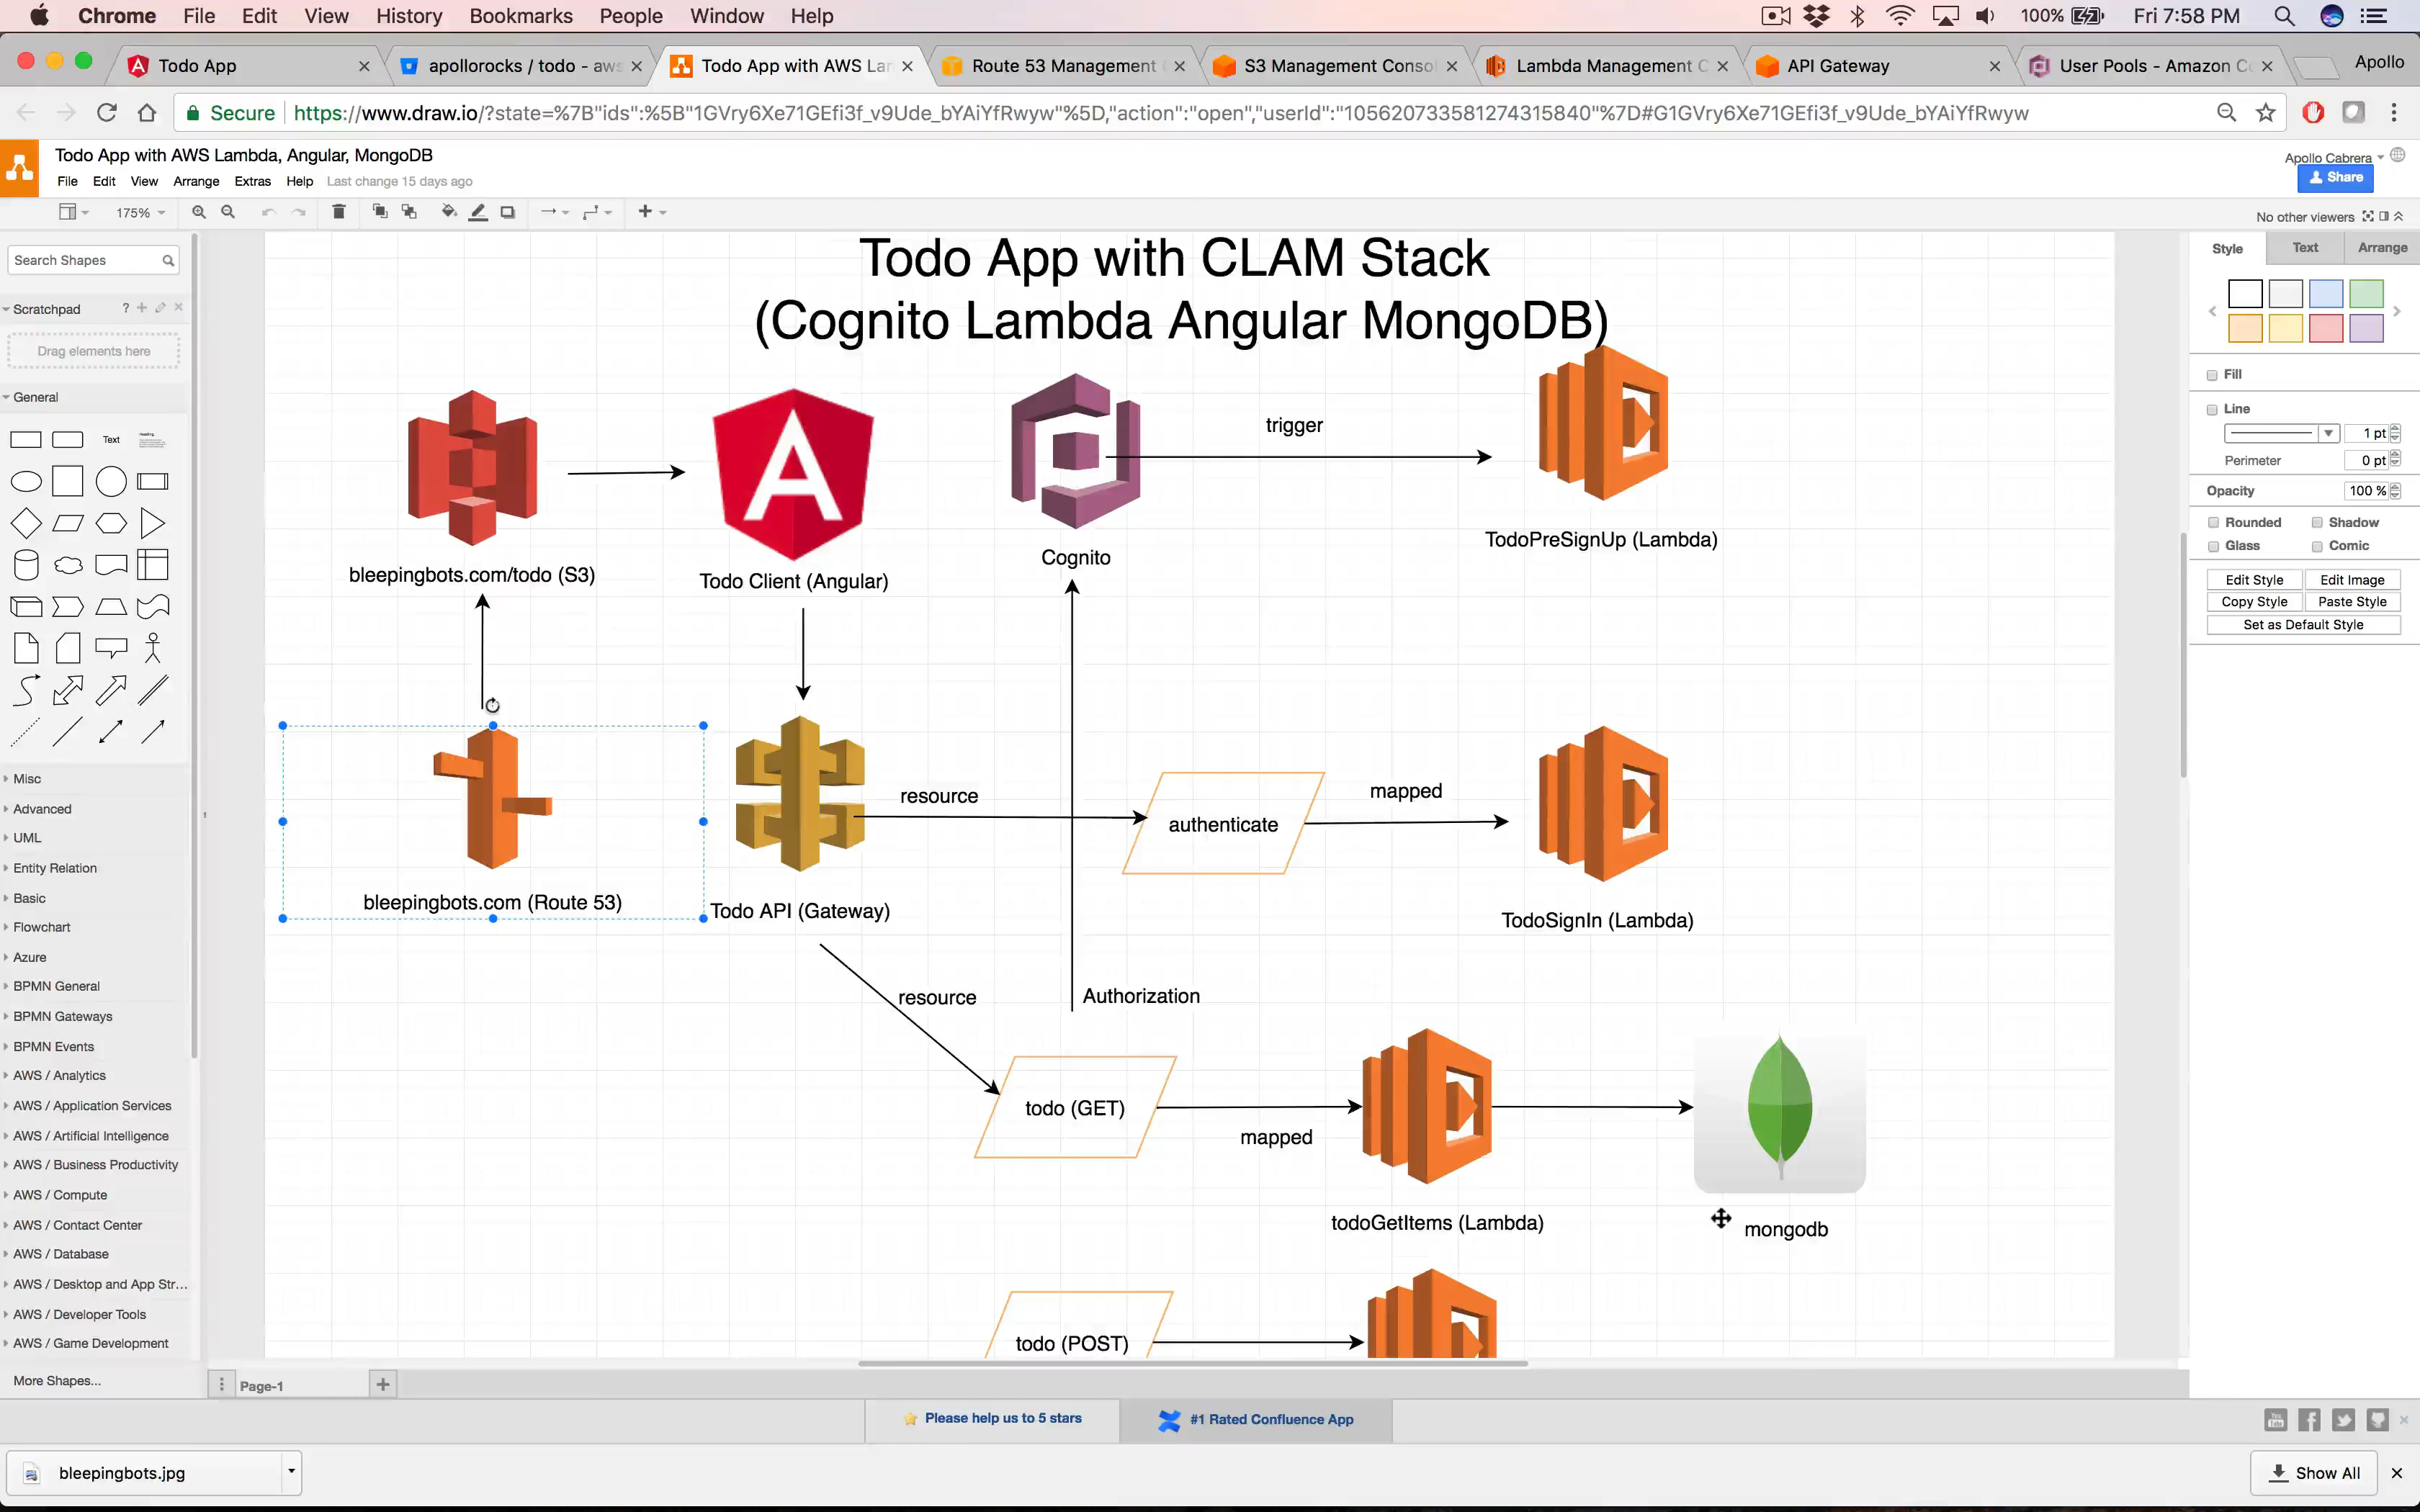 Chrome File Edit View History Bookmarks People Window Help 100% Fri 7:58 PM
Todo App apollorocks / todo - aws Todo App with AWS Lan Route 53 Management C S3 Management Consol Lambda Management C API Gateway User Pools - Amazon Co Apollo
Secure https://www.draw.io/?state=%7B"ids":%5B"1GVry6Xe71GEfi3f_v9Ude_bYAiYfRwyw"%5D,"action":"open","userId":"105620733581274315840"%7D#G1GVry6Xe71GEfi3f_v9Ude_bYAiYfRwyw
Todo App with AWS Lambda, Angular, MongoDB
Apollo Cabrera
File Edit View Arrange Extras Help Last change 15 days ago
Share
175%
No other viewers
Search Shapes
Scratchpad ?
Drag elements here
General
Text
Heading
Misc
Advanced
UML
Entity Relation
Basic
Flowchart
Azure
BPMN General
BPMN Gateways
BPMN Events
AWS / Analytics
AWS / Application Services
AWS / Artificial Intelligence
AWS / Business Productivity
AWS / Compute
AWS / Contact Center
AWS / Database
AWS / Desktop and App Str...
AWS / Developer Tools
AWS / Game Development
More Shapes...
Todo App with CLAM Stack
(Cognito Lambda Angular MongoDB)
trigger
bleepingbots.com/todo (S3)
Todo Client (Angular)
Cognito
TodoPreSignUp (Lambda)
resource
authenticate
mapped
bleepingbots.com (Route 53)
Todo API (Gateway)
TodoSignIn (Lambda)
resource
Authorization
todo (GET)
mapped
todoGetItems (Lambda)
mongodb
todo (POST)
Style Text Arrange
Fill
Line
1 pt
Perimeter 0 pt
Opacity 100 %
Rounded Shadow
Glass Comic
Edit Style Edit Image
Copy Style Paste Style
Set as Default Style
Page-1
Please help us to 5 stars
#1 Rated Confluence App
bleepingbots.jpg
Show All